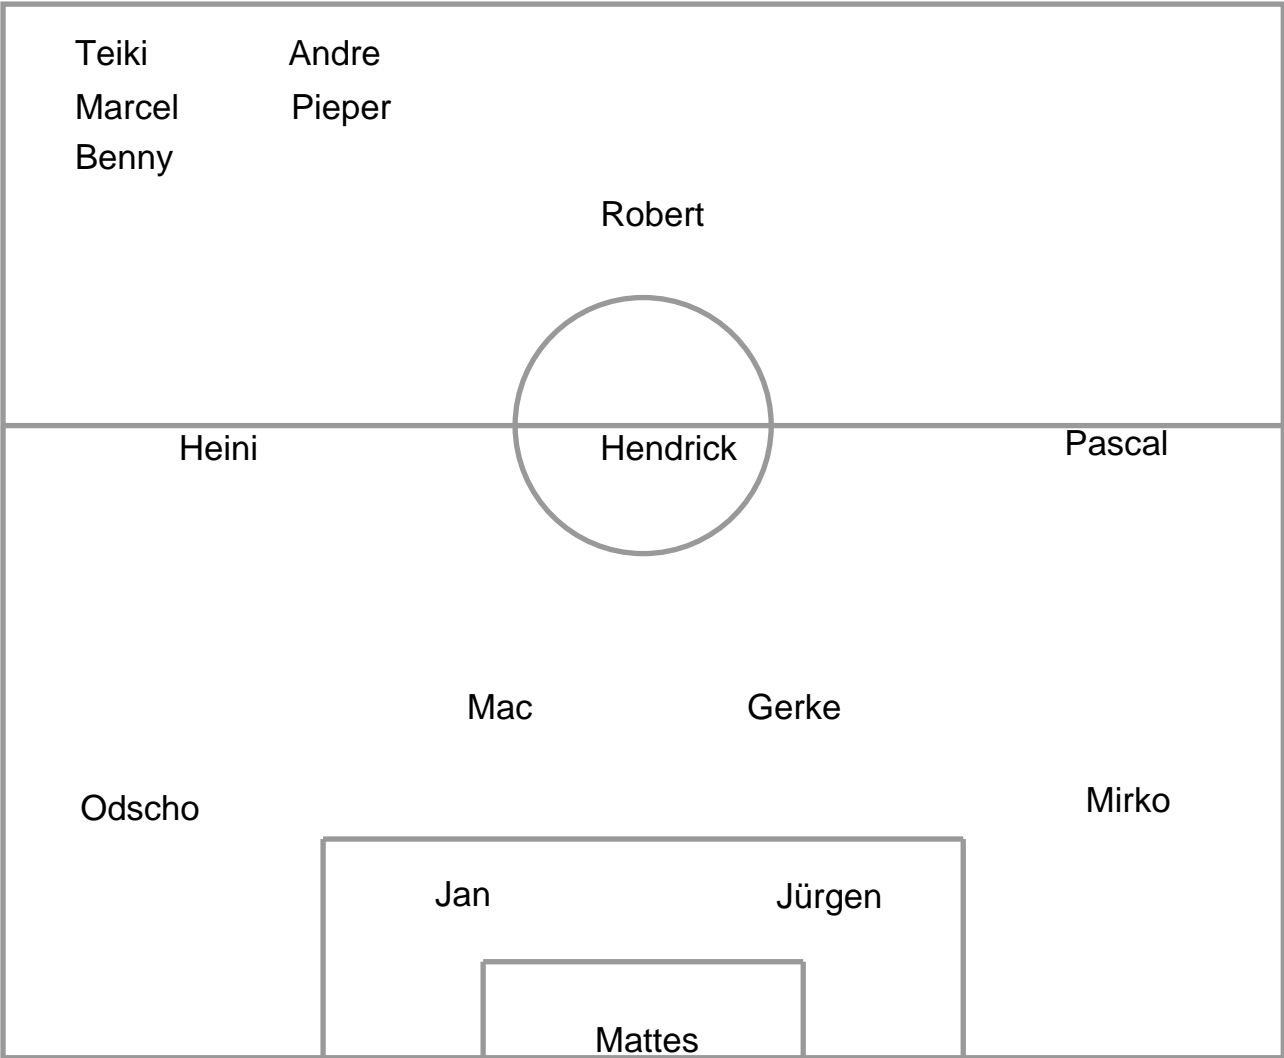 Teiki Andre
Marcel Pieper
Benny
Robert
Heini Hendrick Pascal
Mac Gerke
Odscho Mirko
Jan Jürgen
Mattes